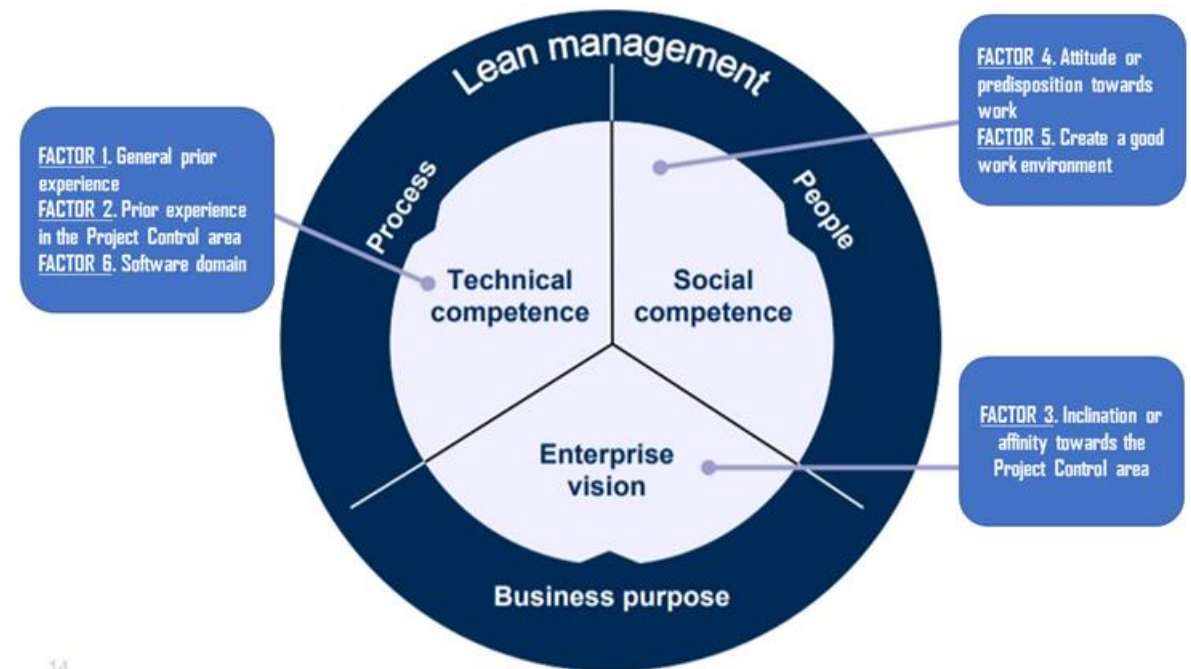 Lean management
FACTOR 1. General prior
experience
FACTOR 2. Prior experience
in the Project Control area
FACTOR 6. Software domain
FACTOR 4. Attitude or
predisposition towards
work
FACTOR 5. Create a good
work environment
Process
People
Technical
competence
Social
competence
FACTOR 3. Inclination or
affinity towards the
Project Control area
Enterprise
vision
Business purpose
14